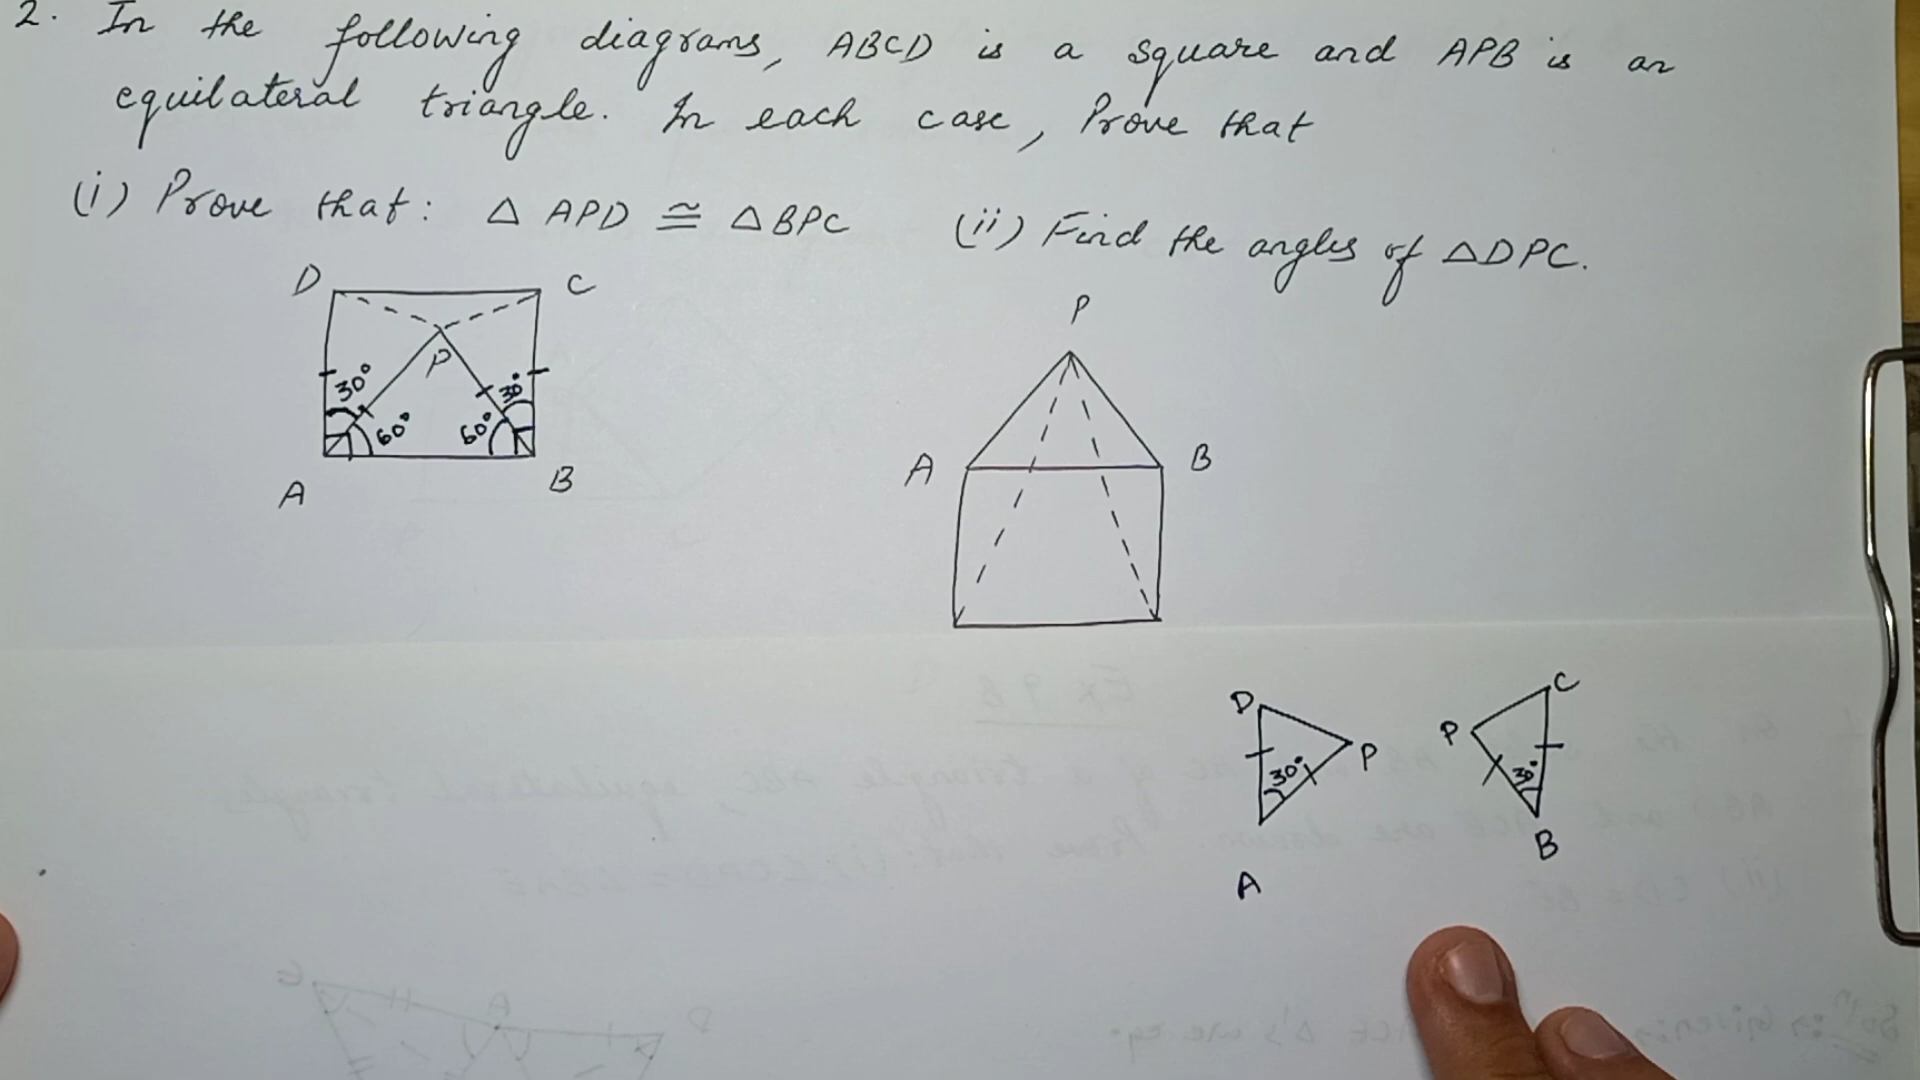 2. In the following diagrams, ABCD is a square and APB is an
equilateral triangle. In each case, Prove that
(i) Prove that: △ APD ≅ △BPC (ii) Find the angles of △DPC.
D C
P
30° 30°
60° 60°
A B
P
A B
D P
30°
A
C
P
30°
B